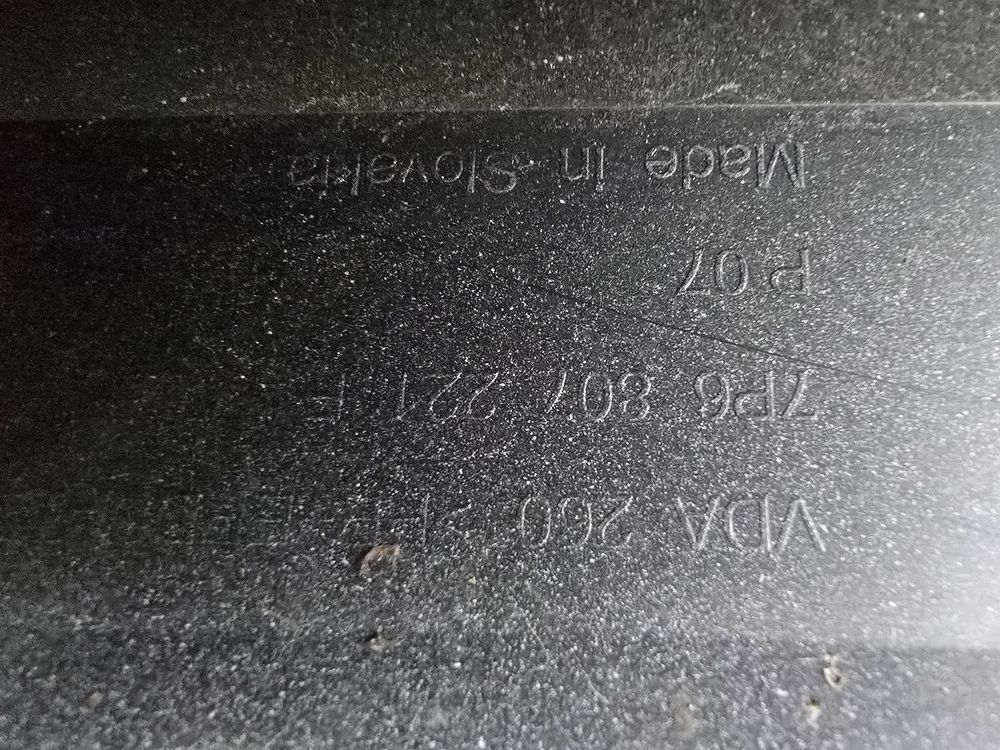 VDA 260
7P6 807 221 F
P 07
Made in Slovakia